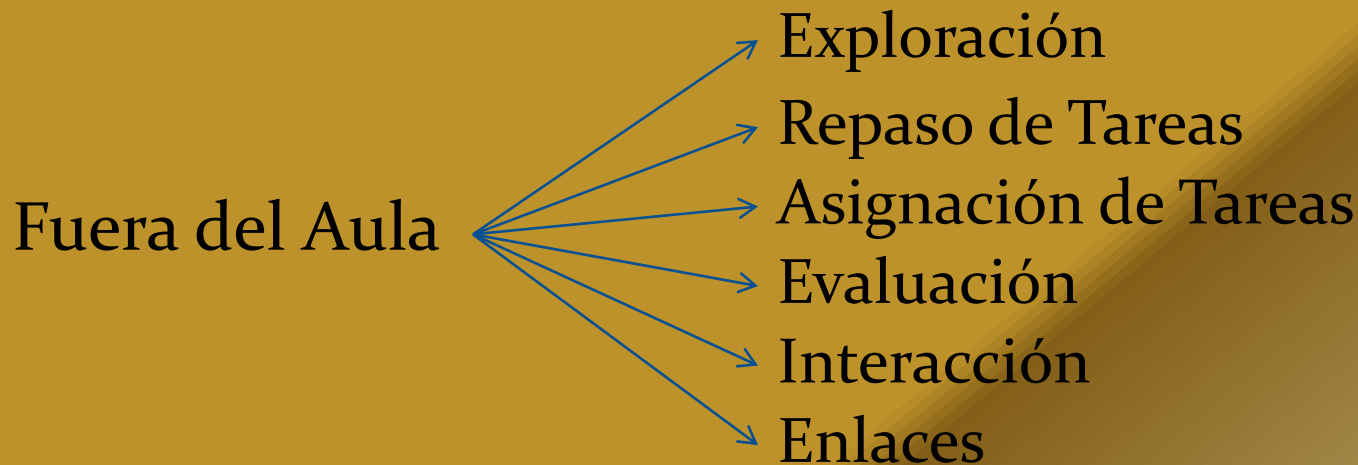 Fuera del Aula
Exploración
Repaso de Tareas
Asignación de Tareas
Evaluación
Interacción
Enlaces